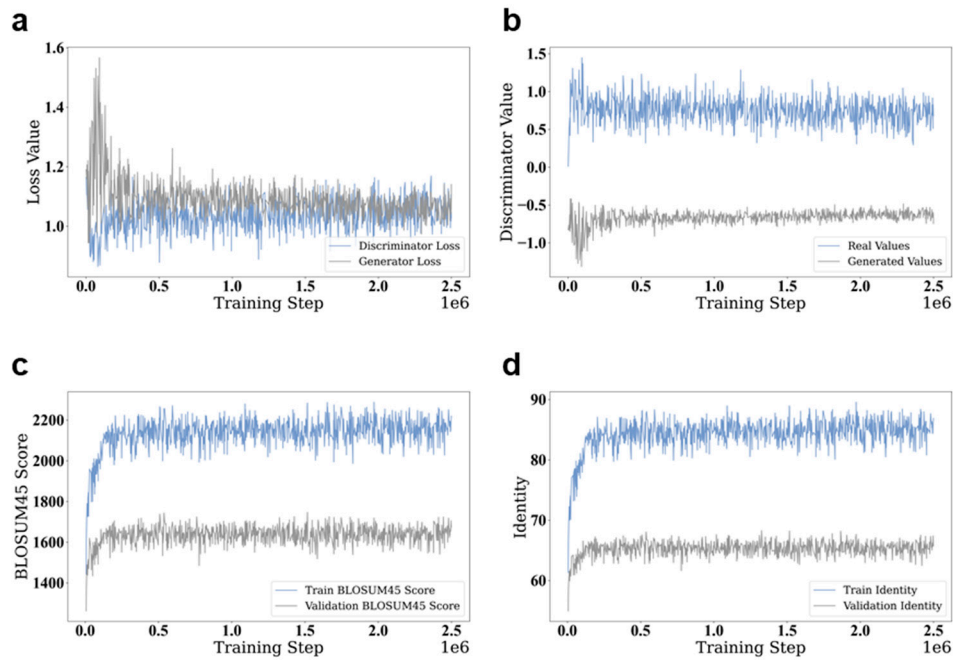 a
Loss Value
1.6
1.4
1.2
1.0
Discriminator Loss
Generator Loss
0.0 0.5 1.0 1.5 2.0 2.5
Training Step
1e6
b
Discriminator Value
1.5
1.0
0.5
0.0
−0.5
−1.0
Real Values
Generated Values
0.0 0.5 1.0 1.5 2.0 2.5
Training Step
1e6
c
BLOSUM45 Score
2200
2000
1800
1600
1400
Train BLOSUM45 Score
Validation BLOSUM45 Score
0.0 0.5 1.0 1.5 2.0 2.5
Training Step
1e6
d
Identity
90
80
70
60
Train Identity
Validation Identity
0.0 0.5 1.0 1.5 2.0 2.5
Training Step
1e6